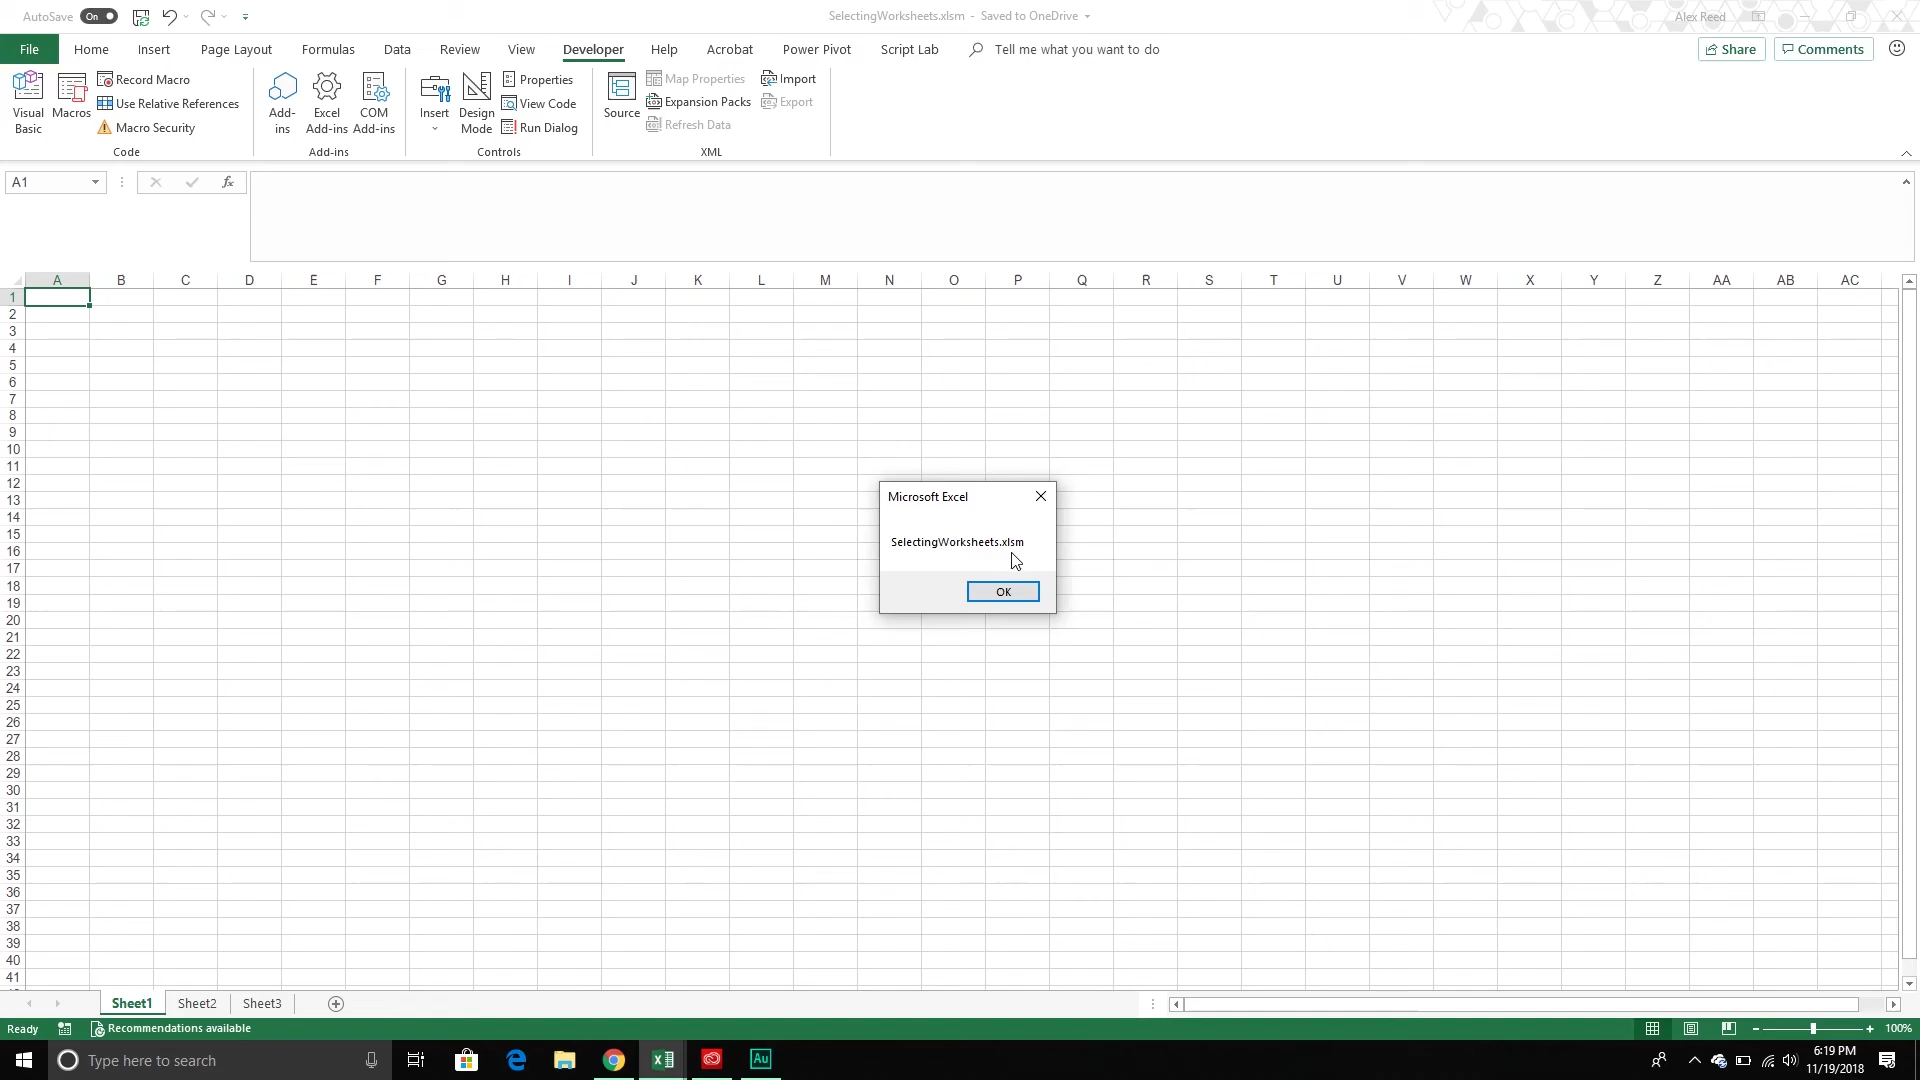 AutoSave On
SelectingWorksheets.xlsm - Saved to OneDrive
Alex Reed
File Home Insert Page Layout Formulas Data Review View Developer Help Acrobat Power Pivot Script Lab Tell me what you want to do
Share Comments
Visual Basic
Macros
Record Macro
Use Relative References
Macro Security
Code
Add-ins
Excel Add-ins
COM Add-ins
Add-ins
Insert
Design Mode
Properties
View Code
Run Dialog
Controls
Source
Map Properties
Expansion Packs
Refresh Data
Import
Export
XML
A1
fx
A B C D E F G H I J K L M N O P Q R S T U V W X Y Z AA AB AC
1
2
3
4
5
6
7
8
9
10
11
12
13
14
15
16
17
18
19
20
21
22
23
24
25
26
27
28
29
30
31
32
33
34
35
36
37
38
39
40
41
Microsoft Excel
SelectingWorksheets.xlsm
OK
Sheet1 Sheet2 Sheet3
Ready
Recommendations available
100%
Type here to search
Au
6:19 PM
11/19/2018